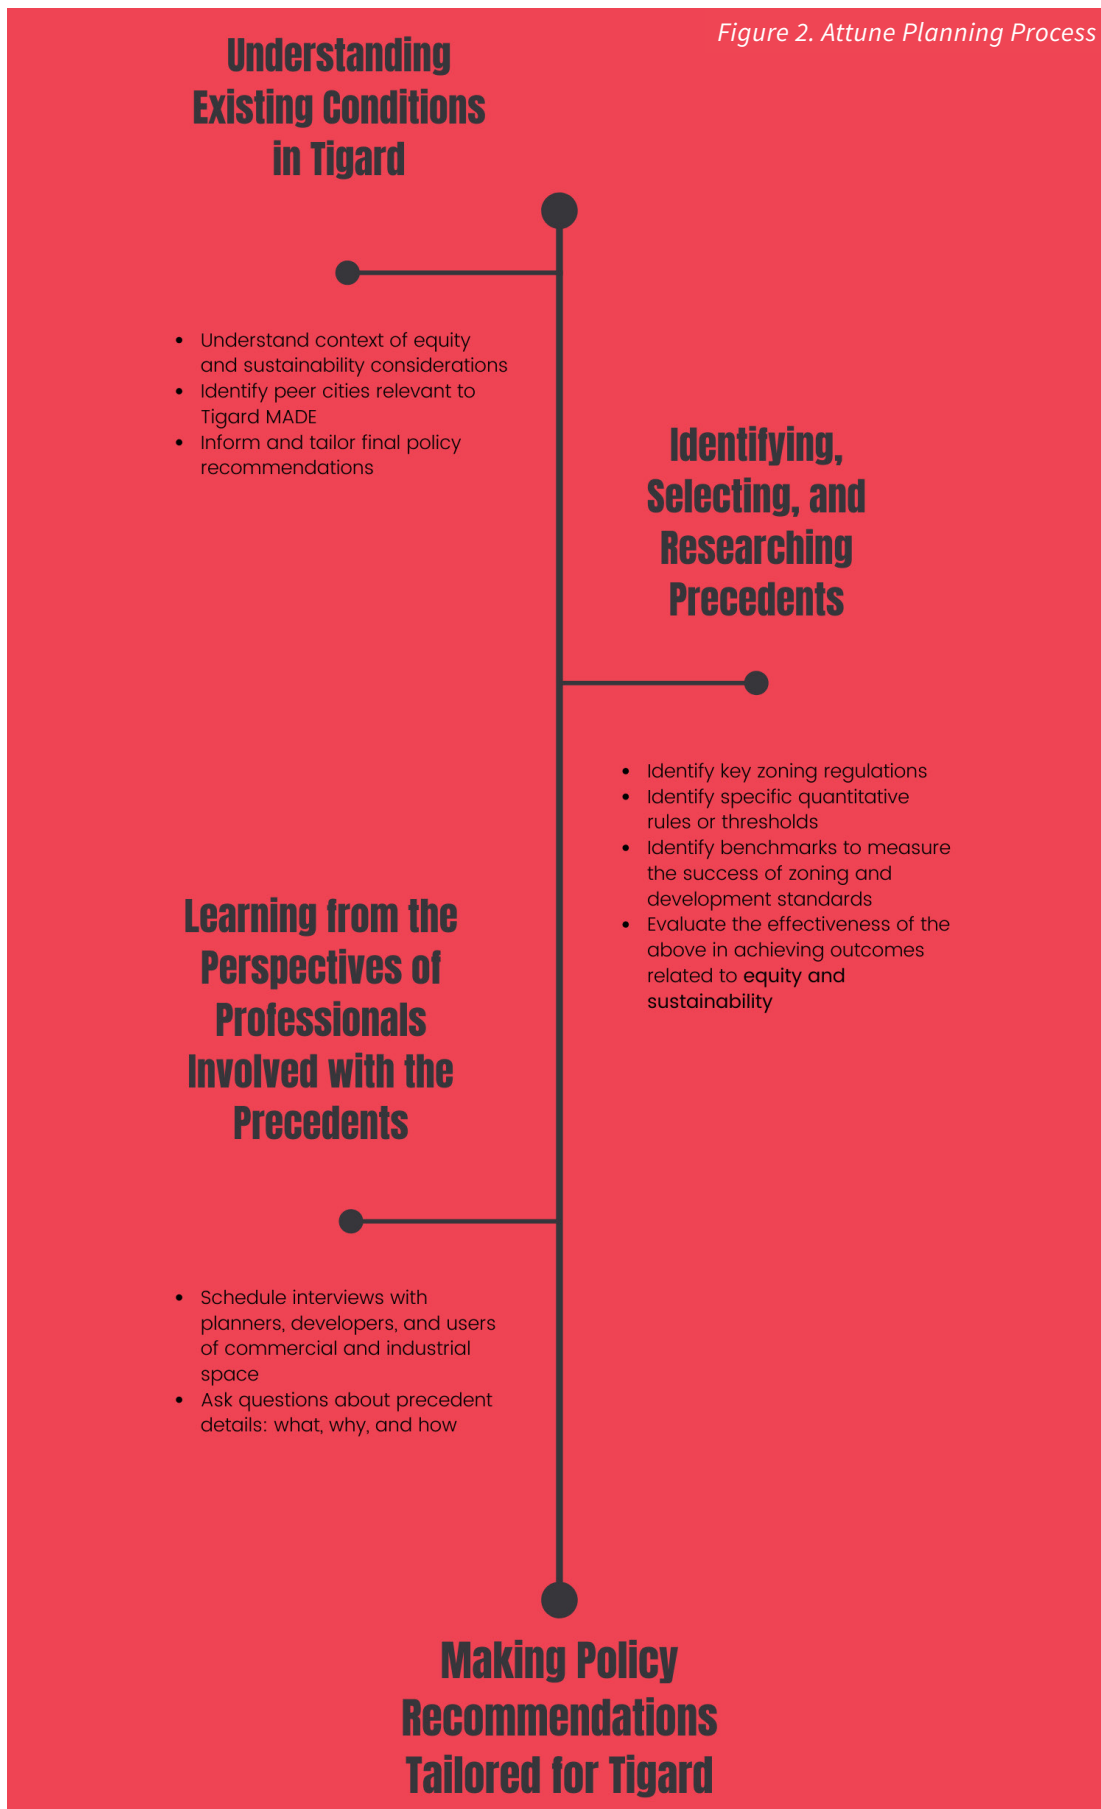 Figure 2. Attune Planning Process
Understanding
Existing Conditions
in Tigard
• Understand context of equity
and sustainability considerations
• Identify peer cities relevant to
Tigard MADE
• Inform and tailor final policy
recommendations
Identifying,
Selecting, and
Researching
Precedents
• Identify key zoning regulations
• Identify specific quantitative
rules or thresholds
• Identify benchmarks to measure
the success of zoning and
development standards
• Evaluate the effectiveness of the
above in achieving outcomes
related to equity and
sustainability
Learning from the
Perspectives of
Professionals
Involved with the
Precedents
• Schedule interviews with
planners, developers, and users
of commercial and industrial
space
• Ask questions about precedent
details: what, why, and how
Making Policy
Recommendations
Tailored for Tigard